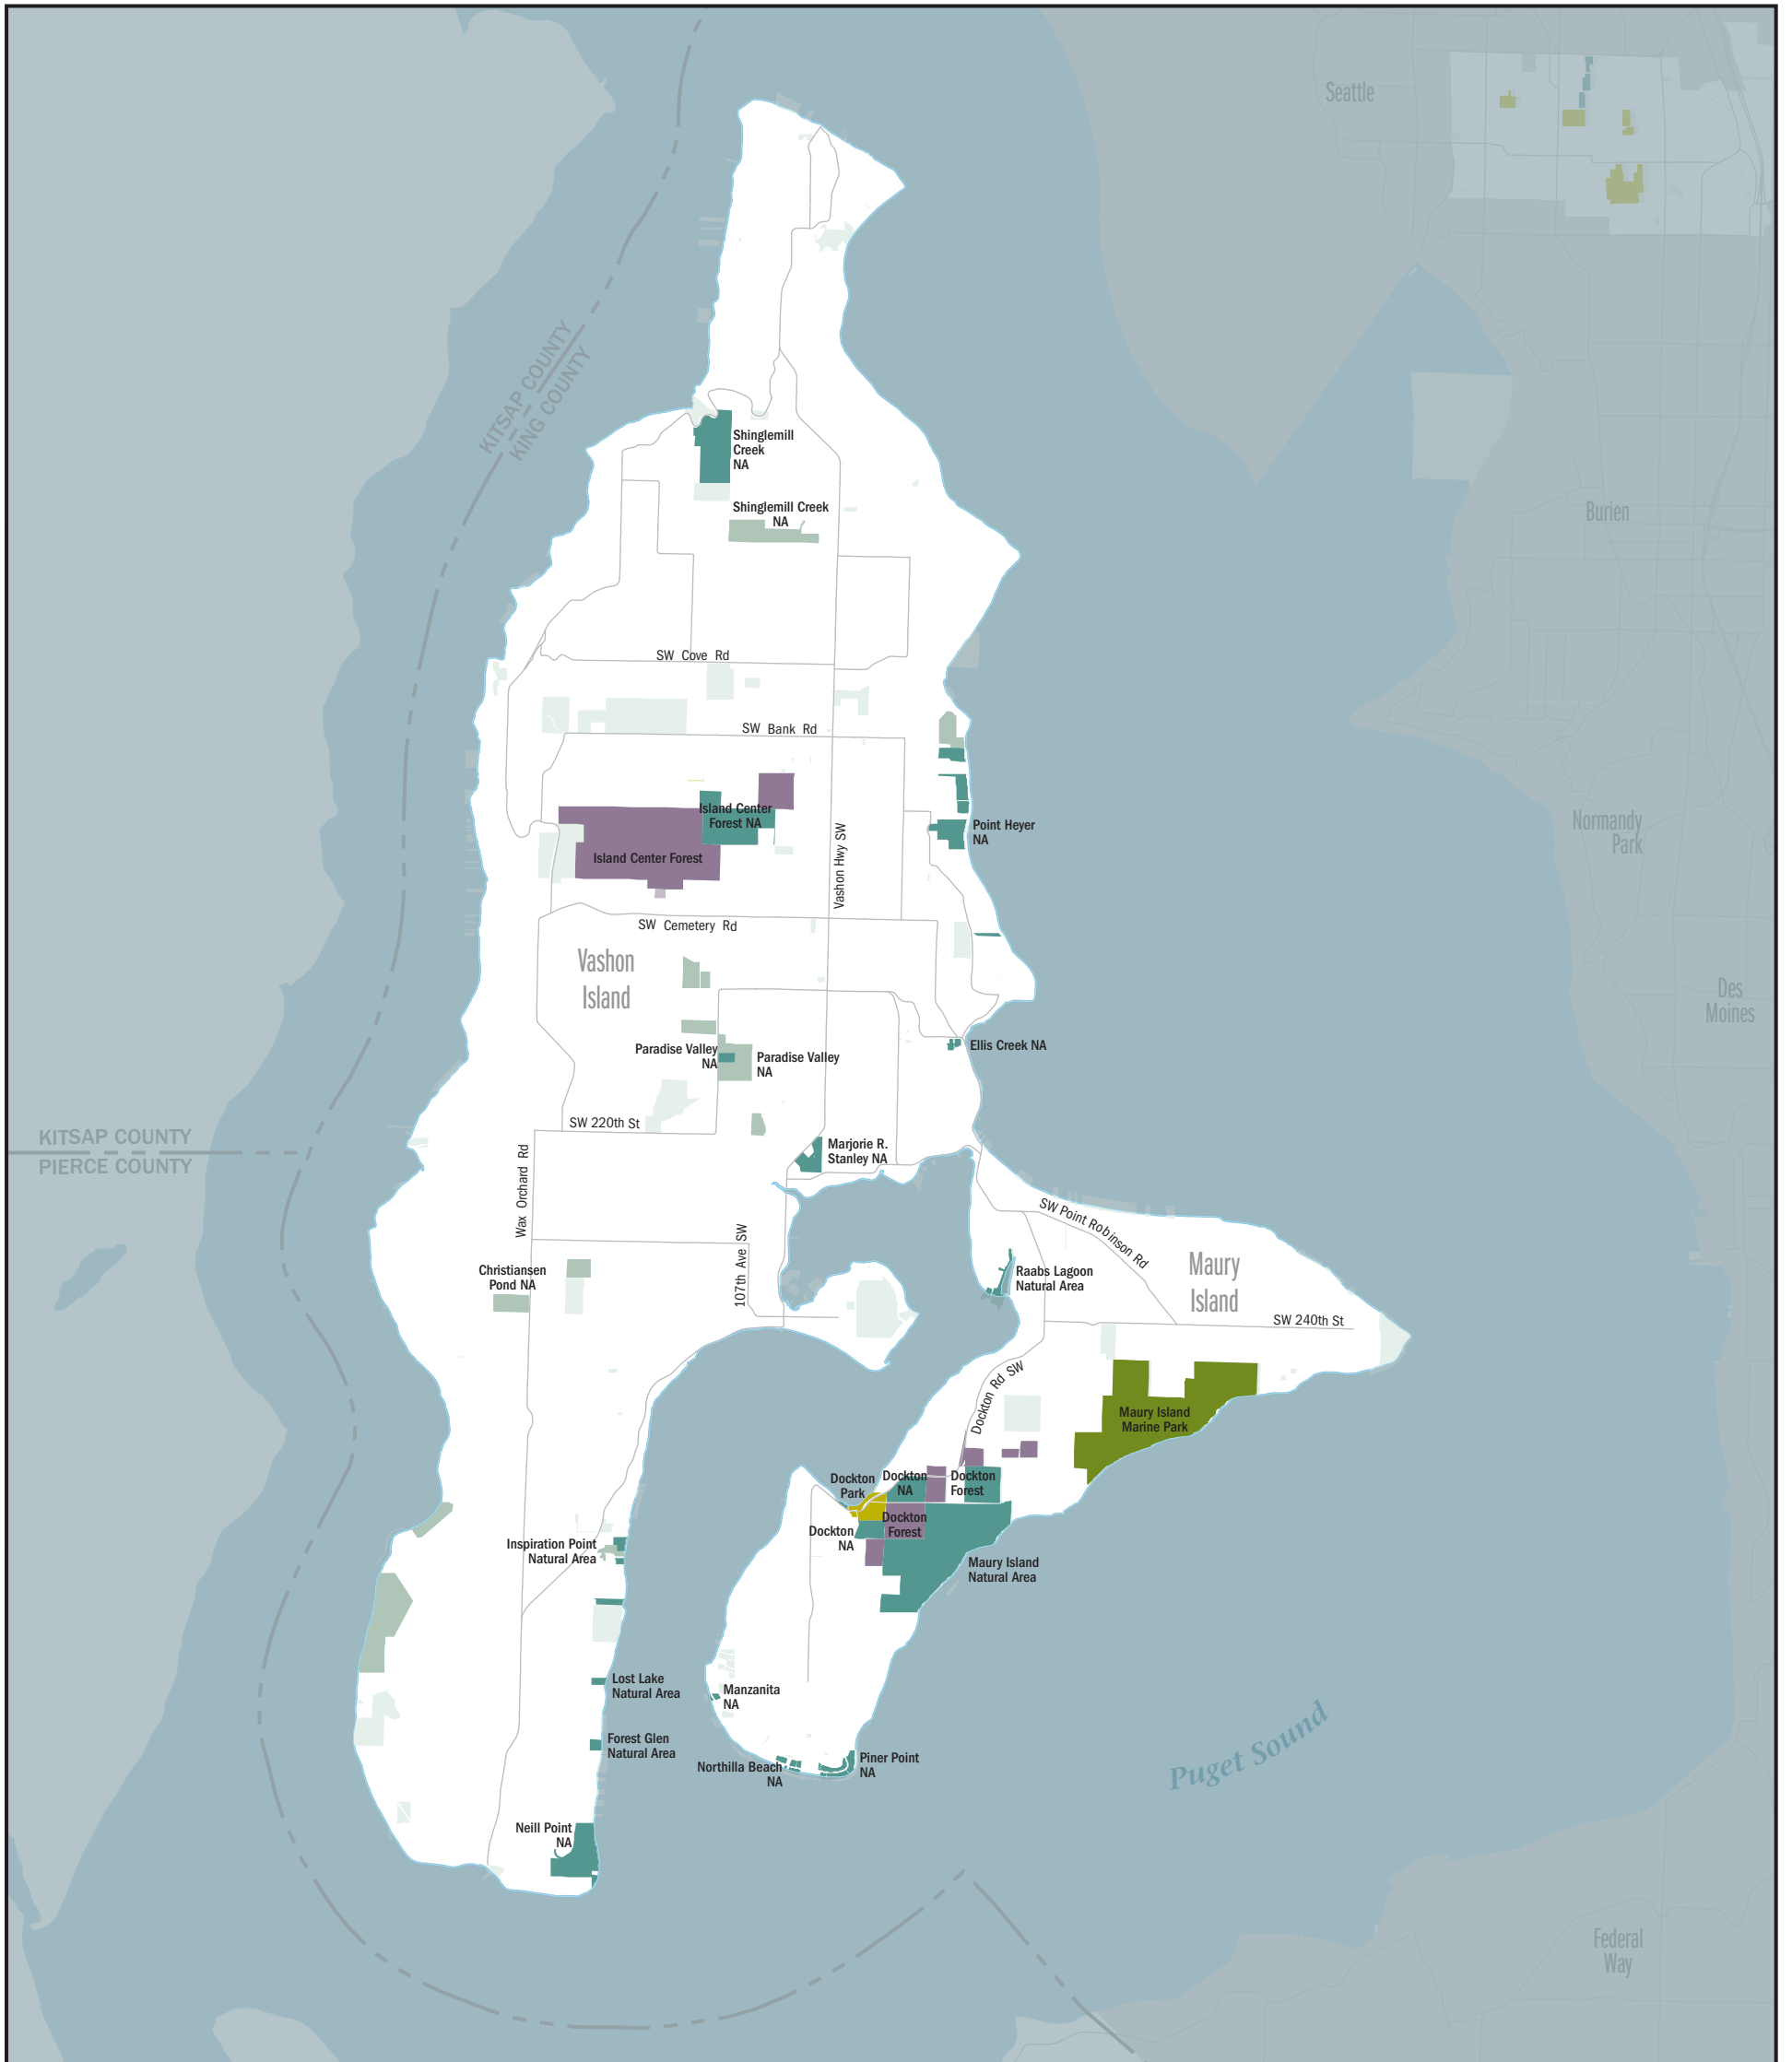 Seattle
KITSAP COUNTY
KING COUNTY
Shinglemill
Creek
NA
Shinglemill Creek
NA
Burien
SW Cove Rd
SW Bank Rd
Island Center
Forest NA
Island Center Forest
Vashon Hwy SW
Point Heyer
NA
Normandy
Park
SW Cemetery Rd
Vashon
Island
Des
Moines
Paradise Valley
NA
Paradise Valley
NA
Ellis Creek NA
SW 220th St
KITSAP COUNTY
PIERCE COUNTY
Wax Orchard Rd
Marjorie R.
Stanley NA
SW Point Robinson Rd
107th Ave SW
Christiansen
Pond NA
Raabs Lagoon
Natural Area
Maury
Island
SW 240th St
Dockton Rd SW
Maury Island
Marine Park
Dockton
Park
Dockton
NA
Dockton
Forest
Dockton
Forest
Dockton
NA
Inspiration Point
Natural Area
Maury Island
Natural Area
Lost Lake
Natural Area
Manzanita
NA
Forest Glen
Natural Area
Northilla Beach
NA
Piner Point
NA
Puget Sound
Neill Point
NA
Federal
Way